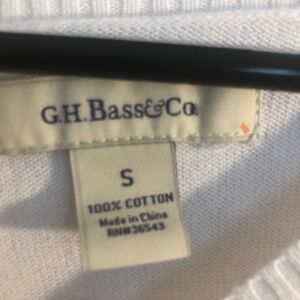 G.H.Bass&Co.
S
100% COTTON
Made in China
RN#36543